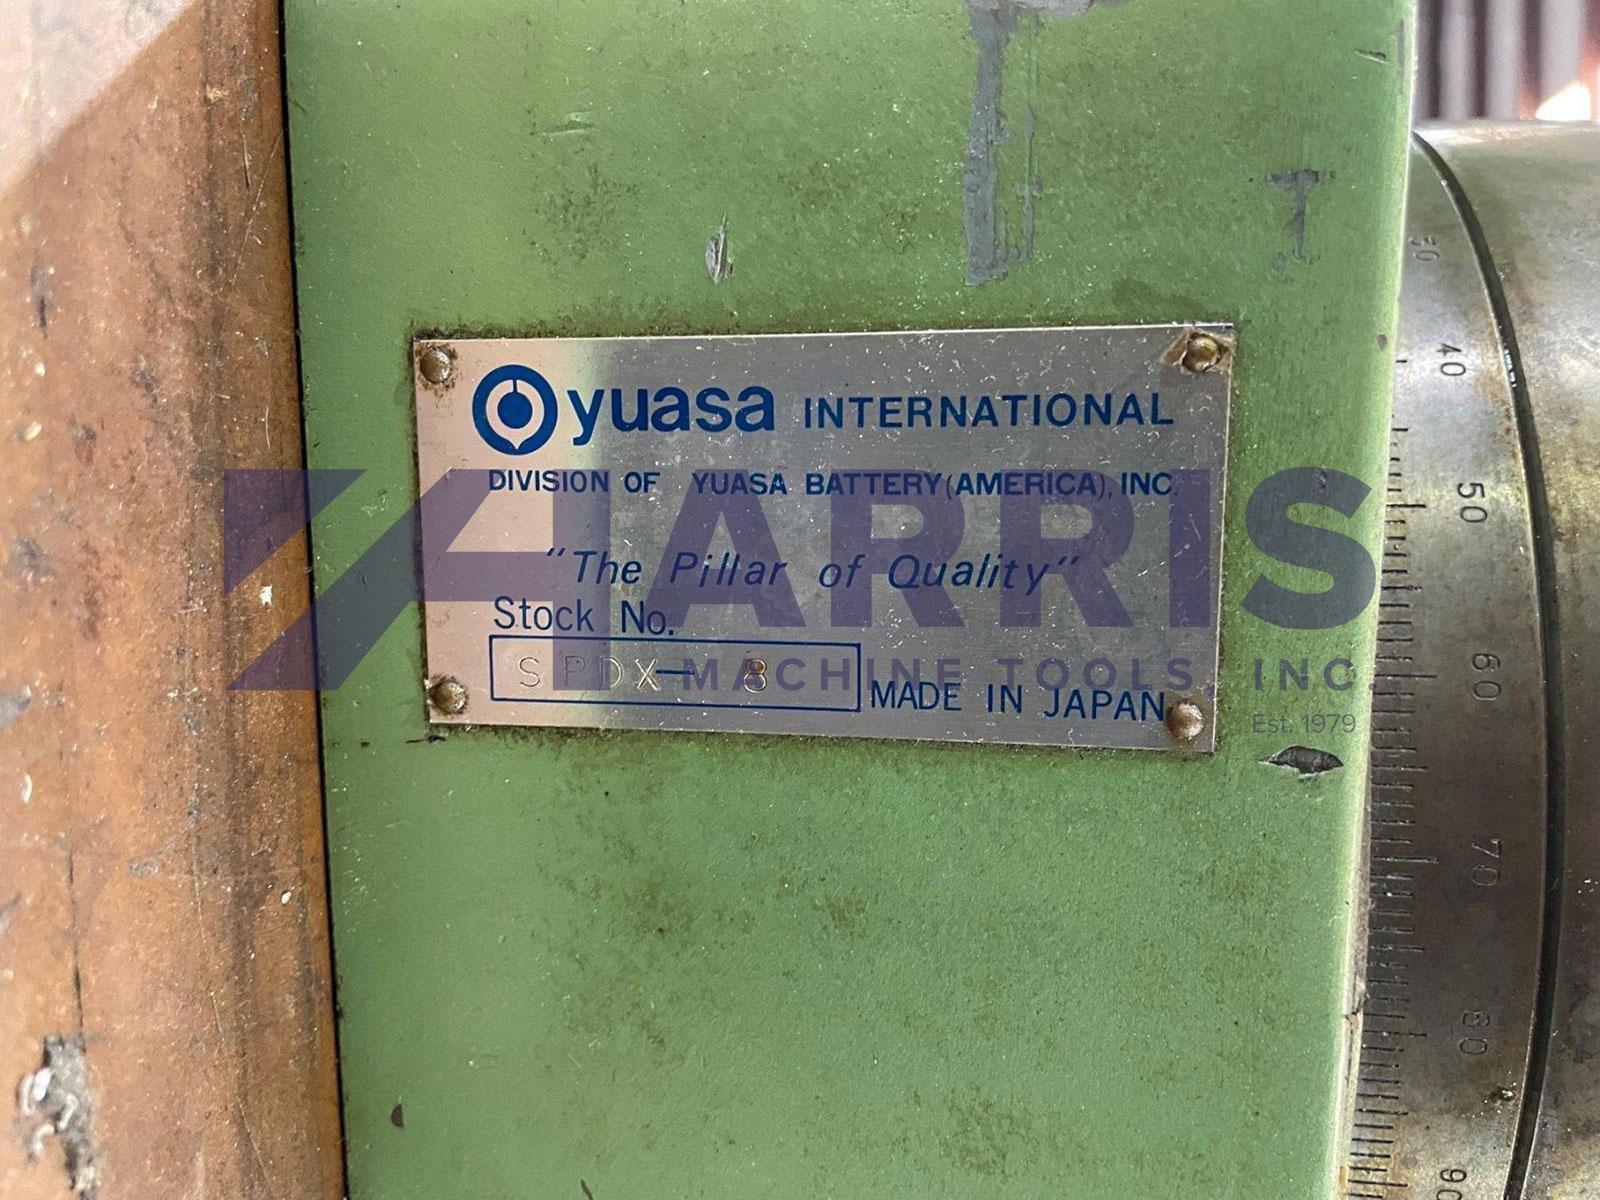 yuasa INTERNATIONAL
DIVISION OF YUASA BATTERY (AMERICA), INC.
"The Pillar of Quality"
Stock No.
SPDX-8
MADE IN JAPAN
HARRIS
MACHINE TOOLS INC.
Est. 1979
30
40
50
60
70
80
90